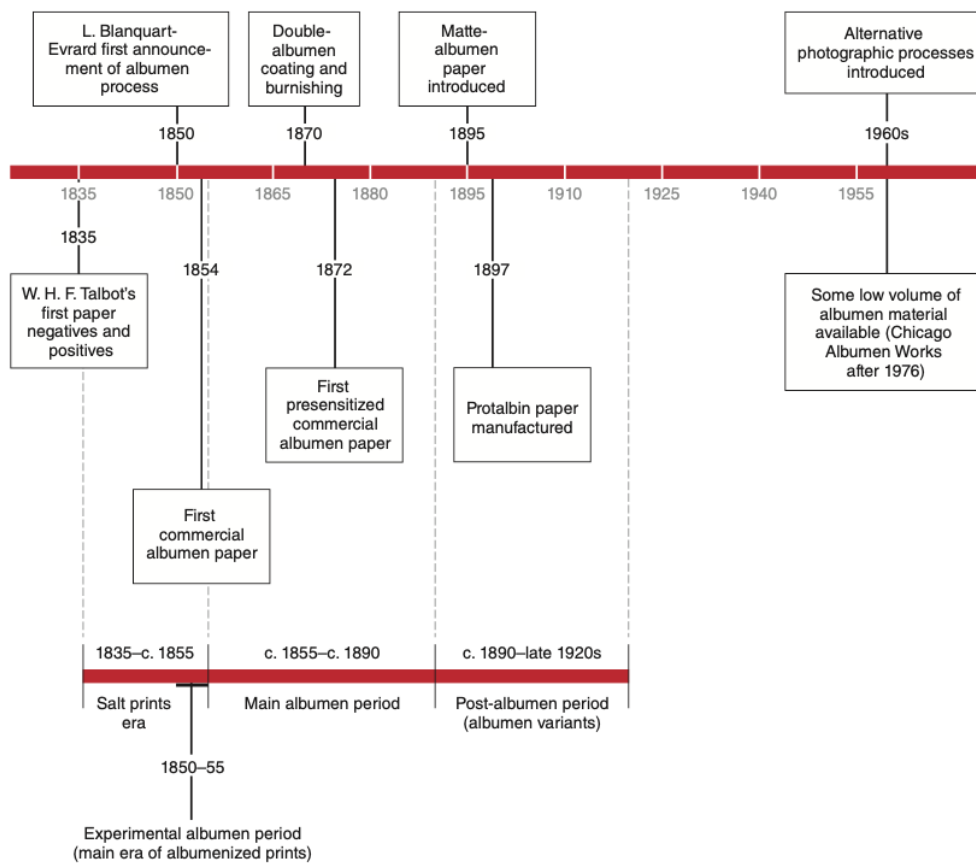 L. Blanquart-
Evrard first announce-
ment of albumen
process
Double-
albumen
coating and
burnishing
Matte-
albumen
paper
introduced
Alternative
photographic processes
introduced
1850
1870
1895
1960s
1835
1850
1865
1880
1895
1910
1925
1940
1955
1835
1854
1872
1897
W. H. F. Talbot’s
first paper
negatives and
positives
Some low volume of
albumen material
available (Chicago
Albumen Works
after 1976)
First
presensitized
commercial
albumen paper
Protalbin paper
manufactured
First
commercial
albumen paper
1835–c. 1855
c. 1855–c. 1890
c. 1890–late 1920s
Salt prints
era
Main albumen period
Post-albumen period
(albumen variants)
1850–55
Experimental albumen period
(main era of albumenized prints)